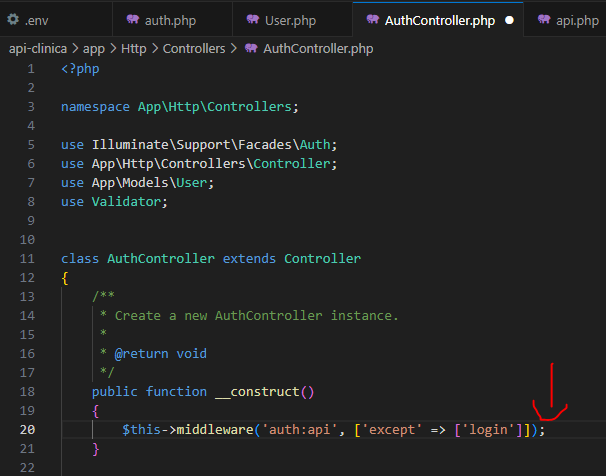 .env auth.php User.php AuthController.php api.php
api-clinica > app > Http > Controllers > AuthController.php
1 <?php
2
3 namespace App\Http\Controllers;
4
5 use Illuminate\Support\Facades\Auth;
6 use App\Http\Controllers\Controller;
7 use App\Models\User;
8 use Validator;
9
10
11 class AuthController extends Controller
12 {
13     /**
14      * Create a new AuthController instance.
15      *
16      * @return void
17      */
18     public function __construct()
19     {
20         $this->middleware('auth:api', ['except' => ['login']]);
21     }